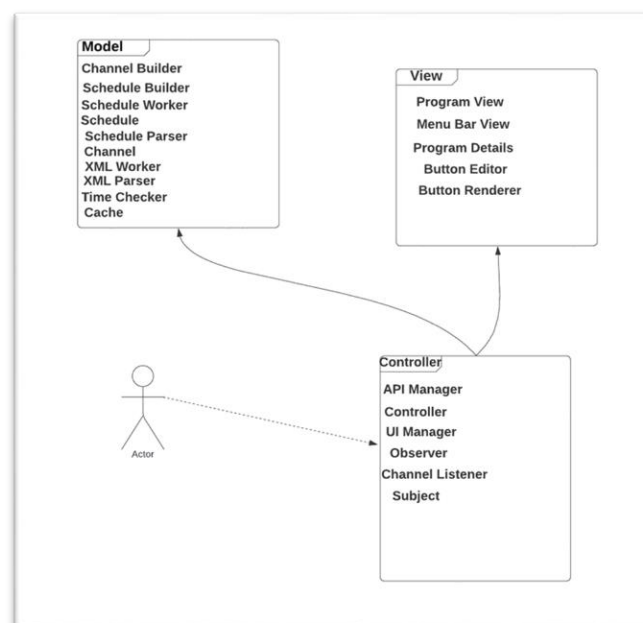 Model
Channel Builder
Schedule Builder
Schedule Worker
Schedule
Schedule Parser
Channel
XML Worker
XML Parser
Time Checker
Cache
View
Program View
Menu Bar View
Program Details
Button Editor
Button Renderer
Controller
API Manager
Controller
UI Manager
Observer
Channel Listener
Subject
Actor